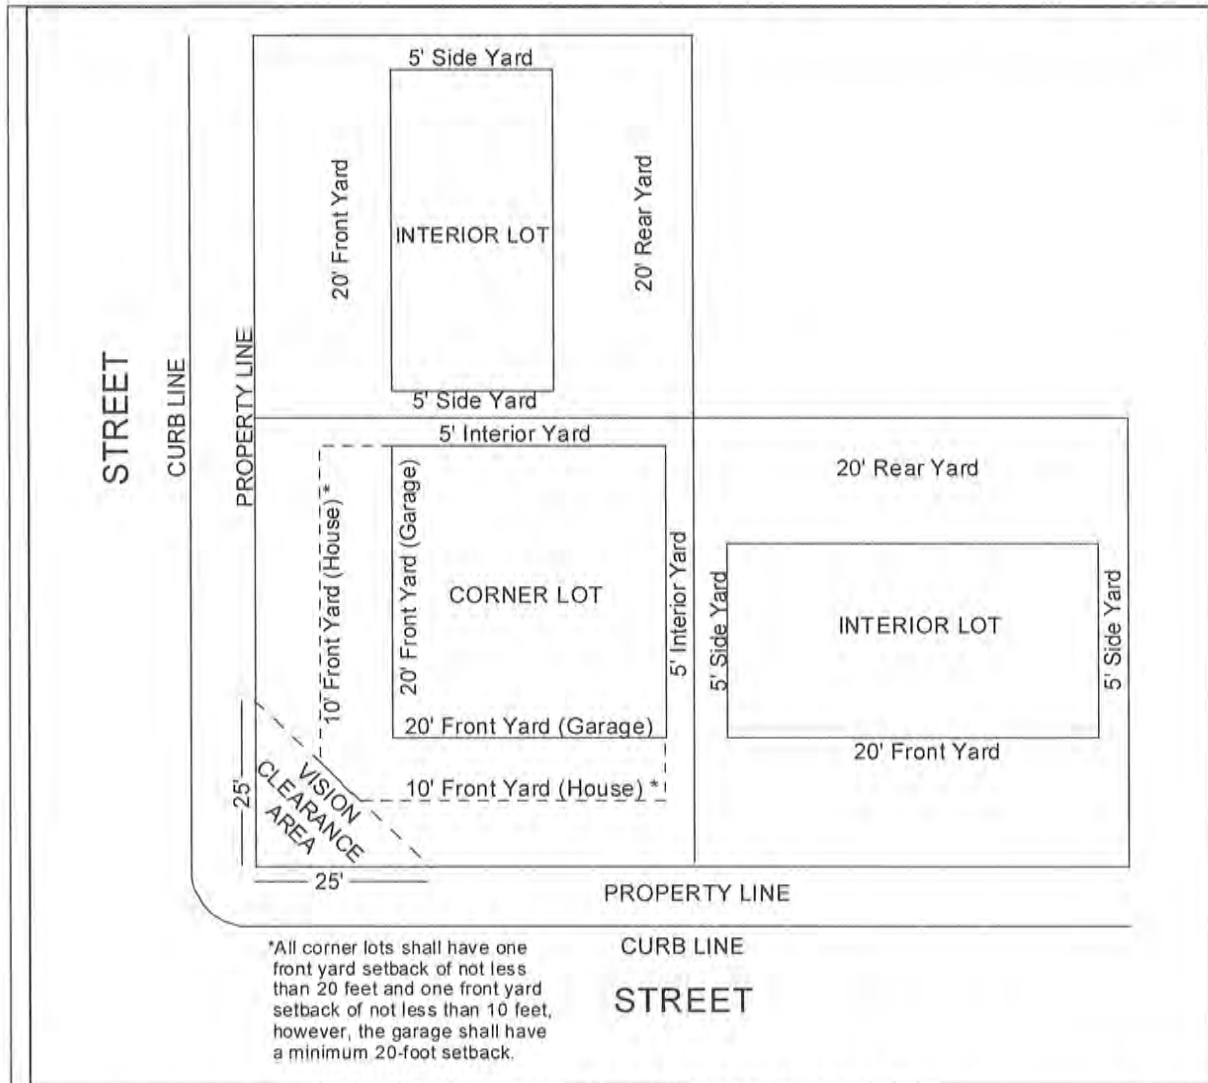 5' Side Yard
20' Front Yard
INTERIOR LOT
20' Rear Yard
5' Side Yard
STREET
CURB LINE
PROPERTY LINE
5' Interior Yard
10' Front Yard (House) *
20' Front Yard (Garage)
CORNER LOT
5' Interior Yard
20' Front Yard (Garage)
10' Front Yard (House) *
20' Rear Yard
5' Side Yard
INTERIOR LOT
5' Side Yard
20' Front Yard
25'
VISION
CLEARANCE
AREA
25'
PROPERTY LINE
CURB LINE
STREET
*All corner lots shall have one
front yard setback of not less
than 20 feet and one front yard
setback of not less than 10 feet,
however, the garage shall have
a minimum 20-foot setback.